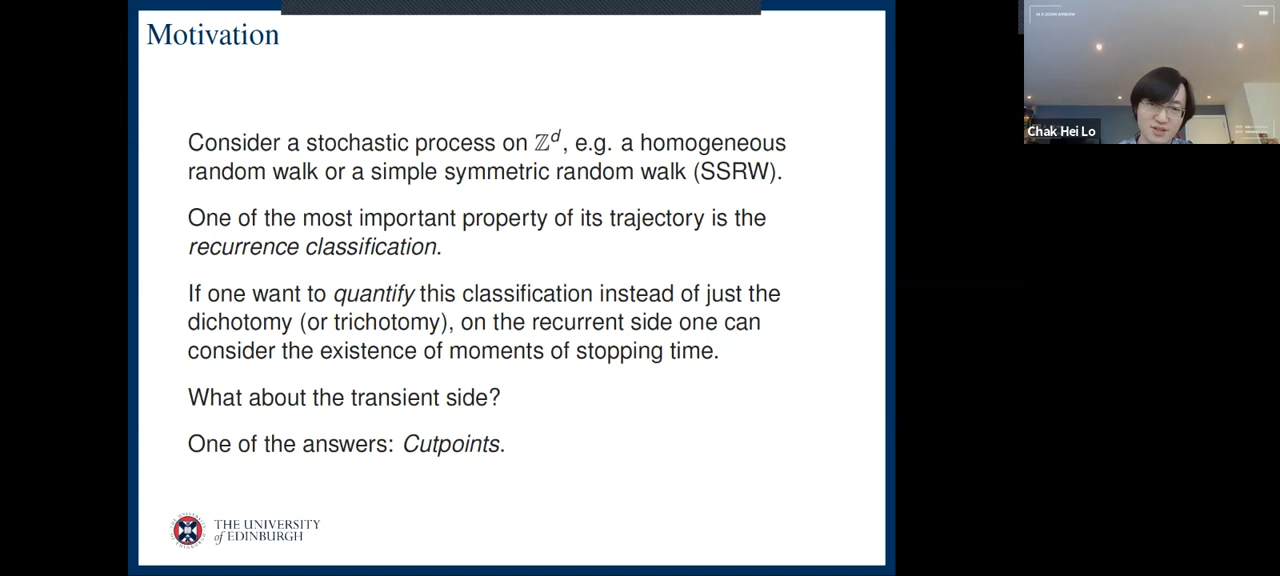 Motivation
Consider a stochastic process on ℤ^d, e.g. a homogeneous
random walk or a simple symmetric random walk (SSRW).
One of the most important property of its trajectory is the
recurrence classification.
If one want to quantify this classification instead of just the
dichotomy (or trichotomy), on the recurrent side one can
consider the existence of moments of stopping time.
What about the transient side?
One of the answers: Cutpoints.
THE UNIVERSITY
of EDINBURGH
Chak Hei Lo